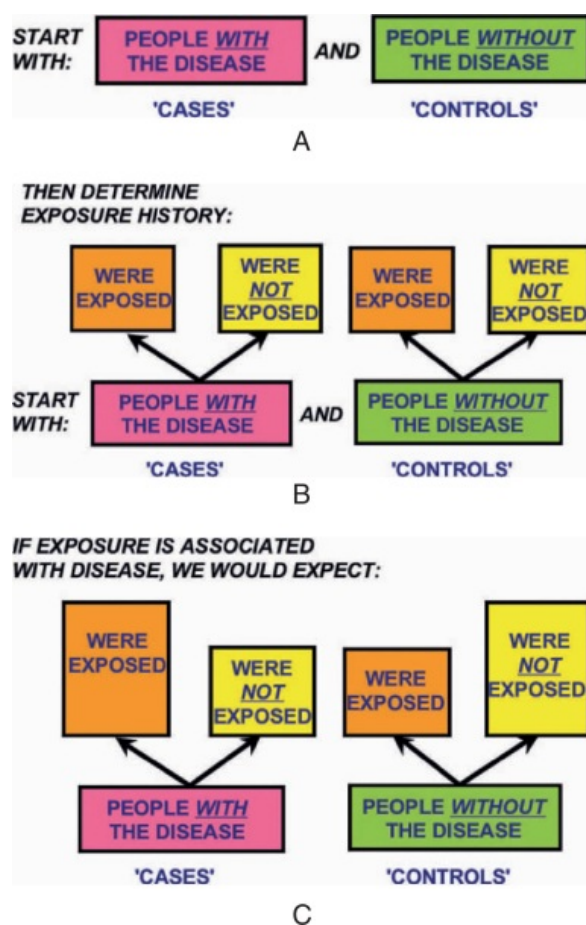 START
WITH:
PEOPLE WITH
THE DISEASE
AND
PEOPLE WITHOUT
THE DISEASE
'CASES'
'CONTROLS'
A
THEN DETERMINE
EXPOSURE HISTORY:
WERE
EXPOSED
WERE
NOT
EXPOSED
WERE
EXPOSED
WERE
NOT
EXPOSED
START
WITH:
PEOPLE WITH
THE DISEASE
AND
PEOPLE WITHOUT
THE DISEASE
'CASES'
'CONTROLS'
B
IF EXPOSURE IS ASSOCIATED
WITH DISEASE, WE WOULD EXPECT:
WERE
EXPOSED
WERE
NOT
EXPOSED
WERE
EXPOSED
WERE
NOT
EXPOSED
PEOPLE WITH
THE DISEASE
PEOPLE WITHOUT
THE DISEASE
'CASES'
'CONTROLS'
C